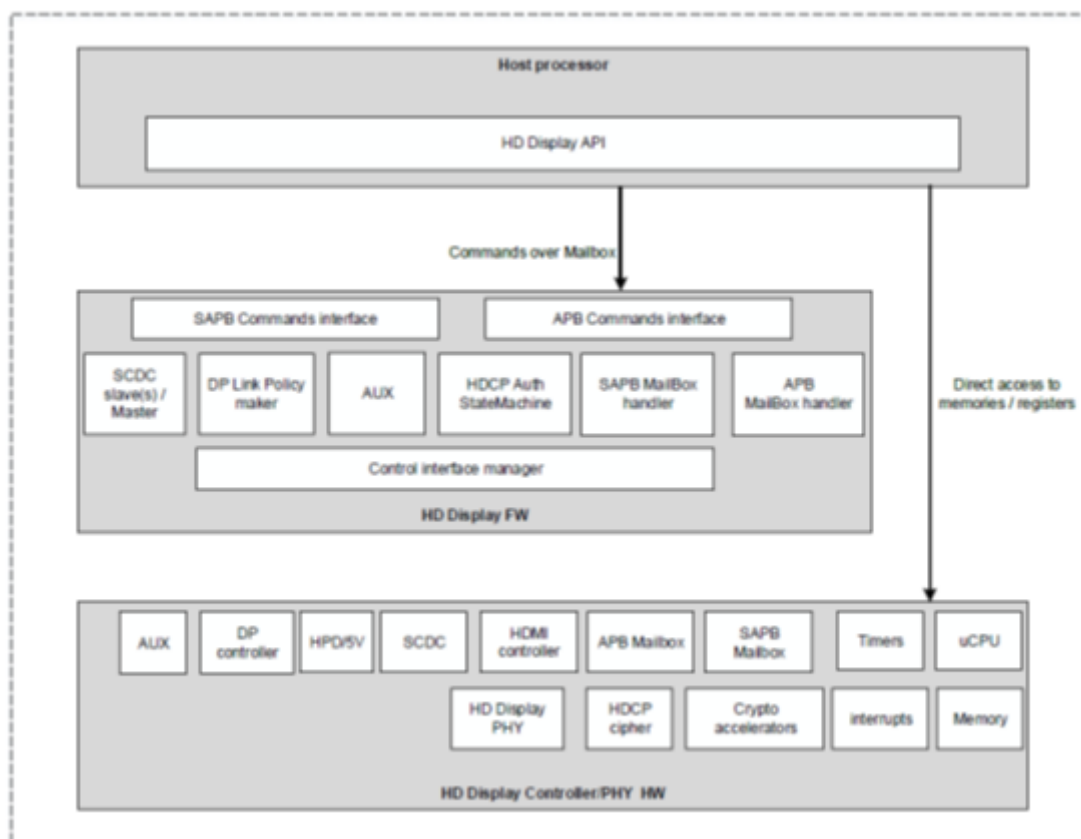 Host processor
HD Display API
Commands over Mailbox
SAPB Commands interface
APB Commands interface
SCDC
slave(s) /
Master
DP Link Policy
maker
AUX
HDCP Auth
StateMachine
SAPB MailBox
handler
APB
MailBox handler
Direct access to
memories / registers
Control interface manager
HD Display FW
AUX
DP
controller
HPD/5V
SCDC
HDMI
controller
APB Mailbox
SAPB
Mailbox
Timers
uCPU
HD Display
PHY
HDCP
cipher
Crypto
accelerators
interrupts
Memory
HD Display Controller/PHY HW